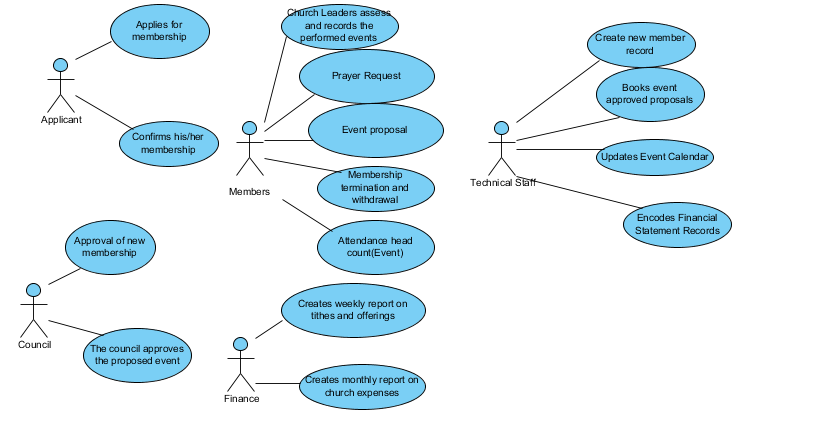 Applies for
membership
Applicant
Confirms his/her
membership
Church Leaders assess
and records the
performed events
Prayer Request
Event proposal
Members
Membership
termination and
withdrawal
Attendance head
count(Event)
Create new member
record
Books event
approved proposals
Updates Event Calendar
Technical Staff
Encodes Financial
Statement Records
Approval of new
membership
Council
The council approves
the proposed event
Creates weekly report on
tithes and offerings
Finance
Creates monthly report on
church expenses